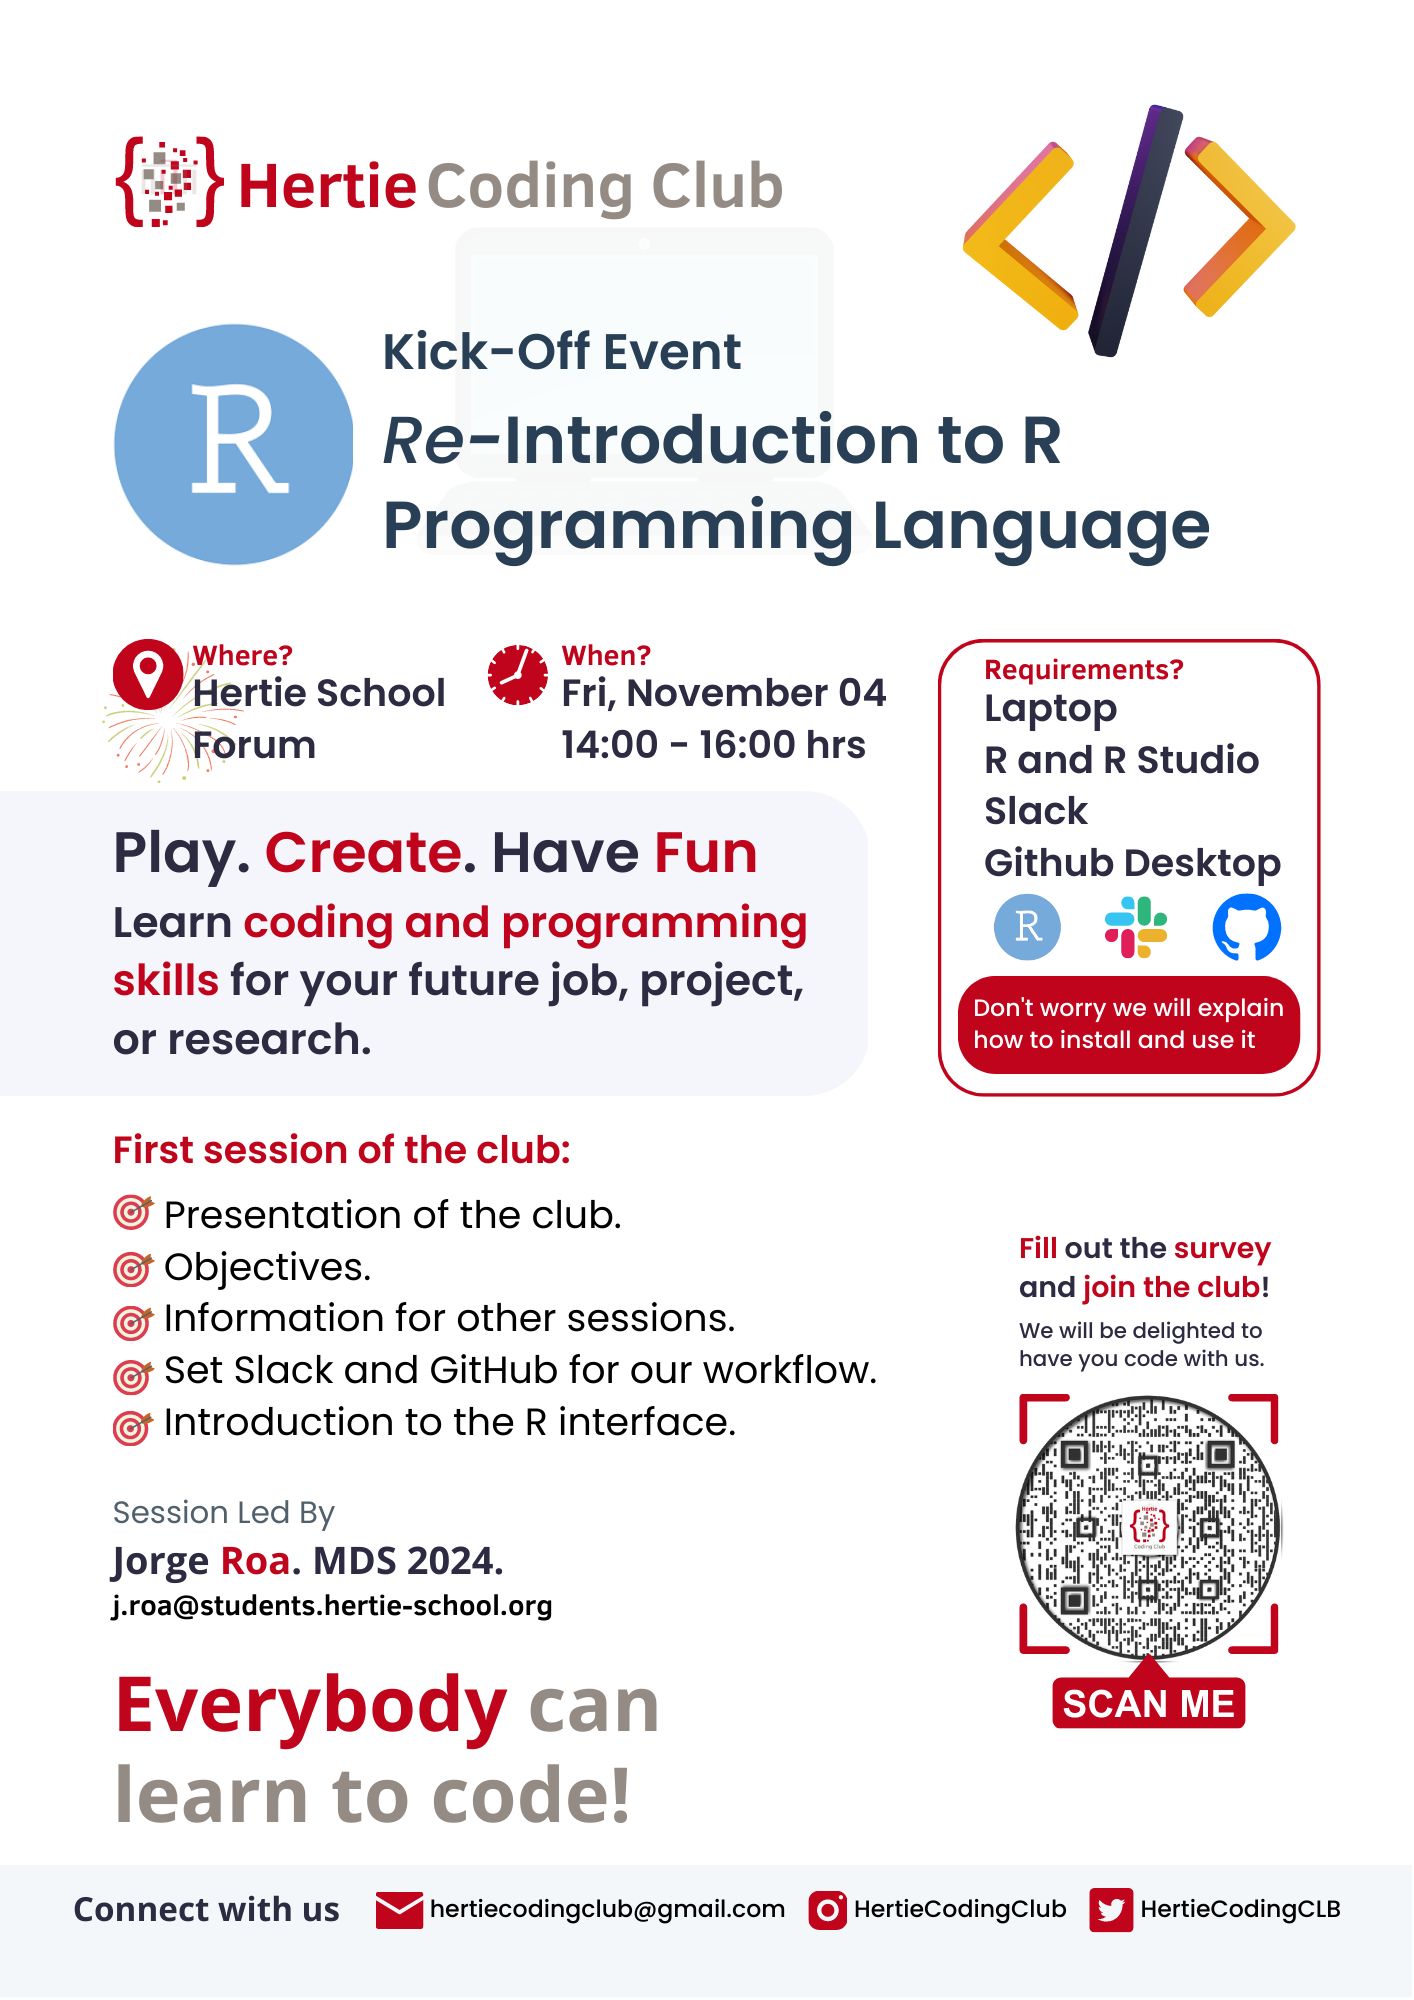 Hertie Coding Club
R
Kick-Off Event
Re-Introduction to R
Programming Language
Where?
Hertie School
Forum
When?
Fri, November 04
14:00 - 16:00 hrs
Requirements?
Laptop
R and R Studio
Slack
Github Desktop
R
Don't worry we will explain
how to install and use it
Play. Create. Have Fun
Learn coding and programming
skills for your future job, project,
or research.
First session of the club:
Presentation of the club.
Objectives.
Information for other sessions.
Set Slack and GitHub for our workflow.
Introduction to the R interface.
Fill out the survey
and join the club!
We will be delighted to
have you code with us.
Hertie
Coding Club
SCAN ME
Session Led By
Jorge Roa. MDS 2024.
j.roa@students.hertie-school.org
Everybody can
learn to code!
Connect with us
hertiecodingclub@gmail.com
HertieCodingClub
HertieCodingCLB